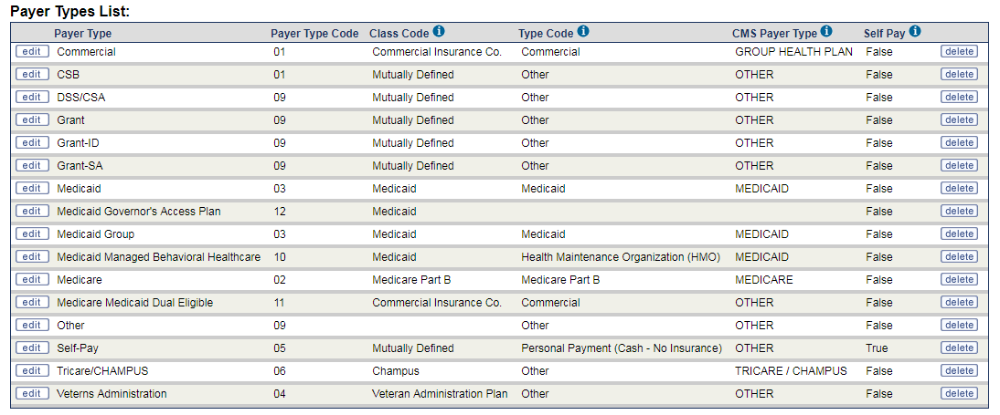 Payer Types List:
Payer Type Payer Type Code Class Code Type Code CMS Payer Type Self Pay
edit Commercial 01 Commercial Insurance Co. Commercial GROUP HEALTH PLAN False delete
edit CSB 01 Mutually Defined Other OTHER False delete
edit DSS/CSA 09 Mutually Defined Other OTHER False delete
edit Grant 09 Mutually Defined Other OTHER False delete
edit Grant-ID 09 Mutually Defined Other OTHER False delete
edit Grant-SA 09 Mutually Defined Other OTHER False delete
edit Medicaid 03 Medicaid Medicaid MEDICAID False delete
edit Medicaid Governor's Access Plan 12 Medicaid False delete
edit Medicaid Group 03 Medicaid Medicaid MEDICAID False delete
edit Medicaid Managed Behavioral Healthcare 10 Medicaid Health Maintenance Organization (HMO) MEDICAID False delete
edit Medicare 02 Medicare Part B Medicare Part B MEDICARE False delete
edit Medicare Medicaid Dual Eligible 11 Commercial Insurance Co. Commercial OTHER False delete
edit Other 09 Other OTHER False delete
edit Self-Pay 05 Mutually Defined Personal Payment (Cash - No Insurance) OTHER True delete
edit Tricare/CHAMPUS 06 Champus Other TRICARE / CHAMPUS False delete
edit Veterns Administration 04 Veteran Administration Plan Other OTHER False delete